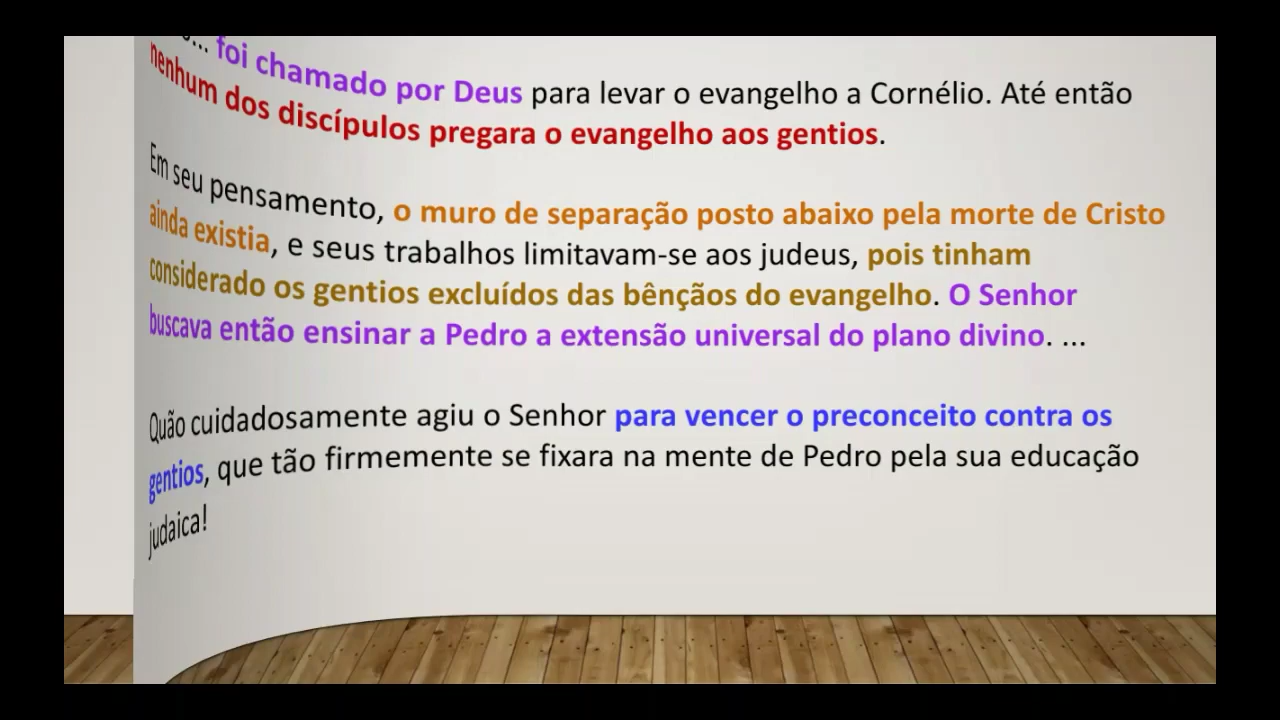 ... foi chamado por Deus para levar o evangelho a Cornélio. Até então
nenhum dos discípulos pregara o evangelho aos gentios.
Em seu pensamento, o muro de separação posto abaixo pela morte de Cristo
ainda existia, e seus trabalhos limitavam-se aos judeus, pois tinham
considerado os gentios excluídos das bênçãos do evangelho. O Senhor
buscava então ensinar a Pedro a extensão universal do plano divino. ...
Quão cuidadosamente agiu o Senhor para vencer o preconceito contra os
gentios, que tão firmemente se fixara na mente de Pedro pela sua educação
judaica!